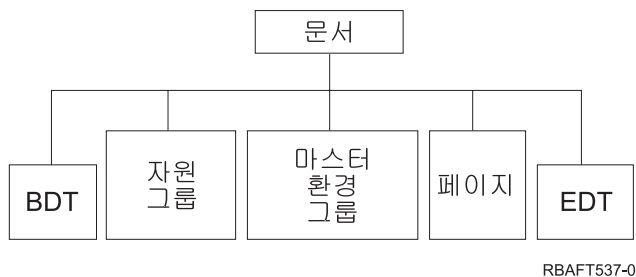 문서
BDT
자원
그룹
마스터
환경
그룹
페이지
EDT
RBAFT537-0